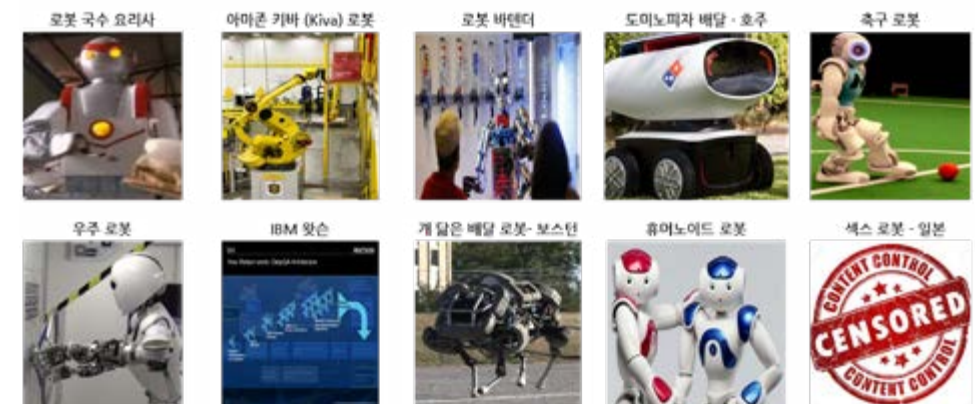 로봇 국수 요리사
아마존 키바 (Kiva) 로봇
로봇 바텐더
도미노피자 배달 - 호주
축구 로봇
우주 로봇
IBM 왓슨
개 닮은 배달 로봇- 보스턴
휴머노이드 로봇
섹스 로봇 - 일본
CONTENT CONTROL
CENSORED
CONTENT CONTROL